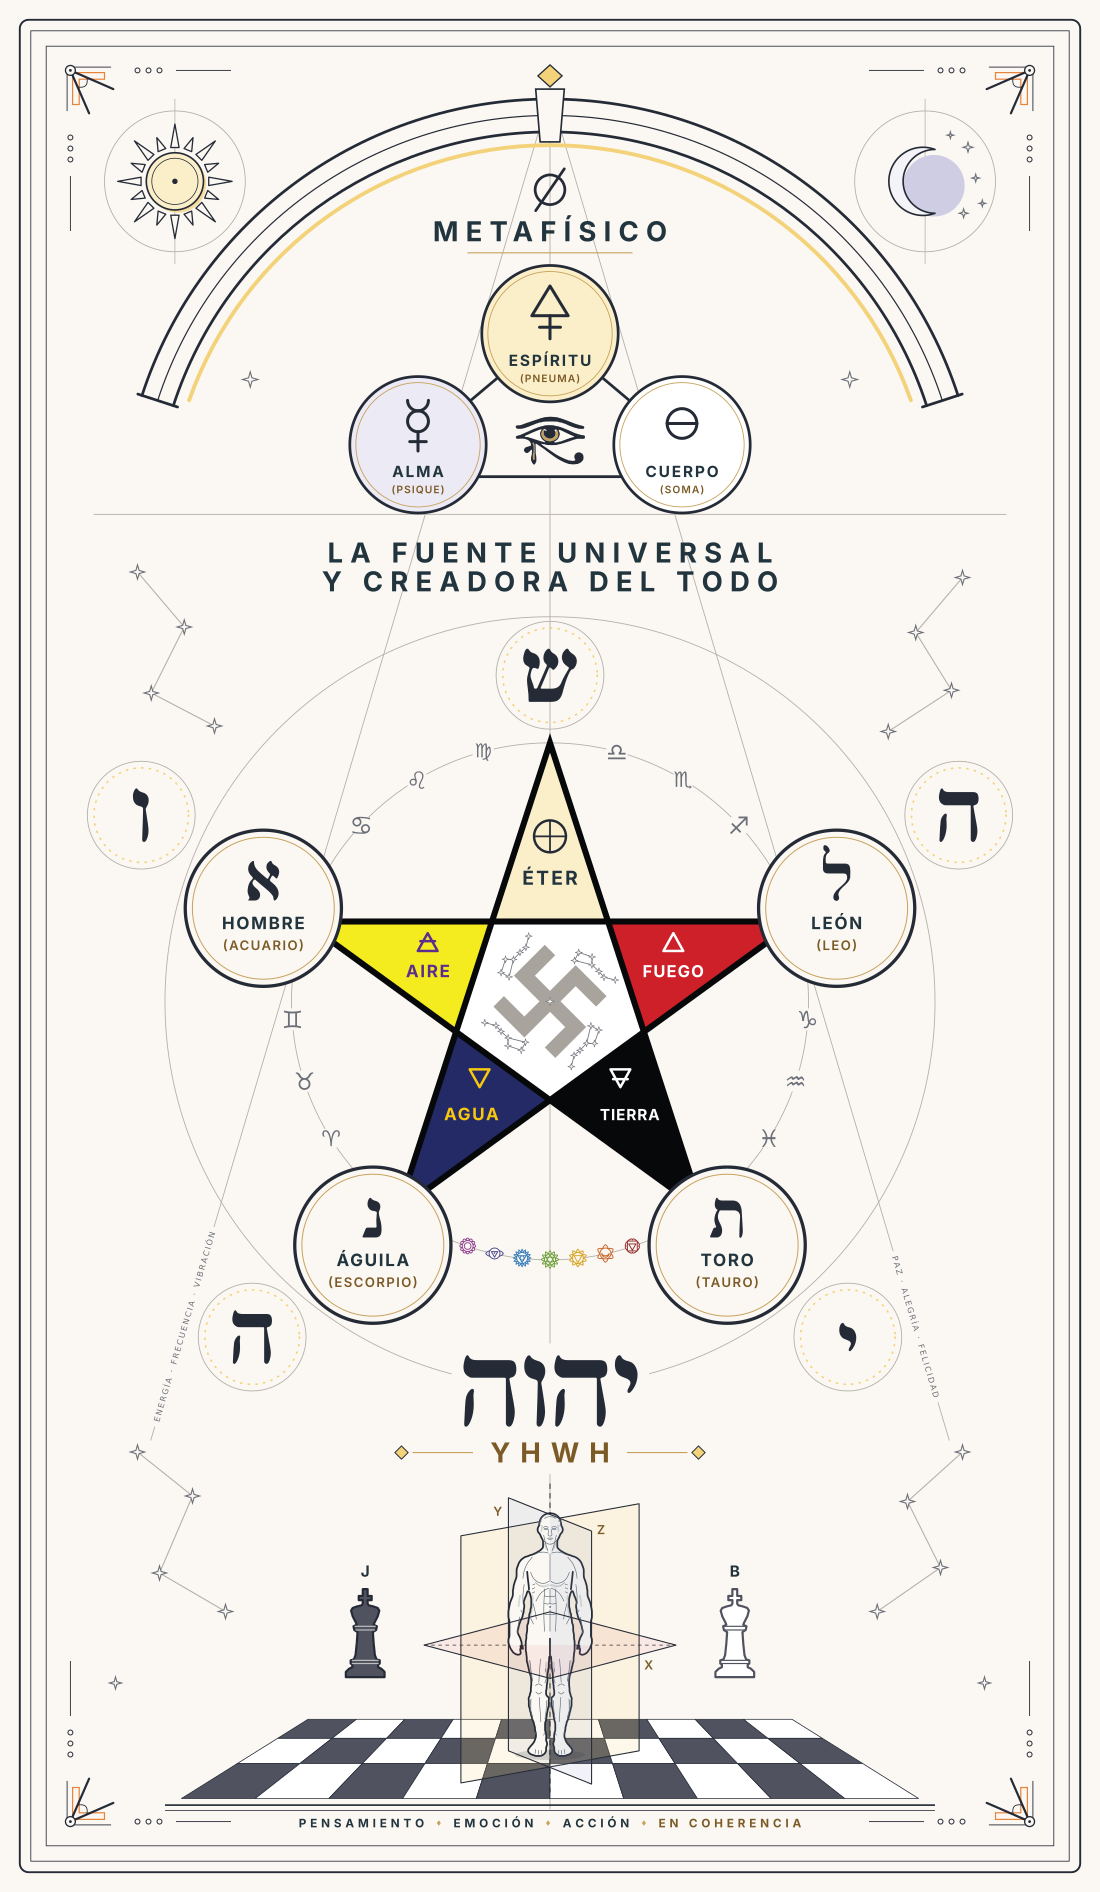 METAFÍSICO
ESPÍRITU
(PNEUMA)
ALMA
(PSIQUE)
CUERPO
(SOMA)
LA FUENTE UNIVERSAL
Y CREADORA DEL TODO
ש
ו
ה
א
HOMBRE
(ACUARIO)
ÉTER
ל
LEÓN
(LEO)
AIRE
FUEGO
AGUA
TIERRA
נ
ÁGUILA
(ESCORPIO)
ת
TORO
(TAURO)
ENERGÍA · FRECUENCIA · VIBRACIÓN
PAZ · ALEGRÍA · FELICIDAD
ה
י
יהוה
YHWH
Y
Z
J
B
X
PENSAMIENTO ♦ EMOCIÓN ♦ ACCIÓN ♦ EN COHERENCIA